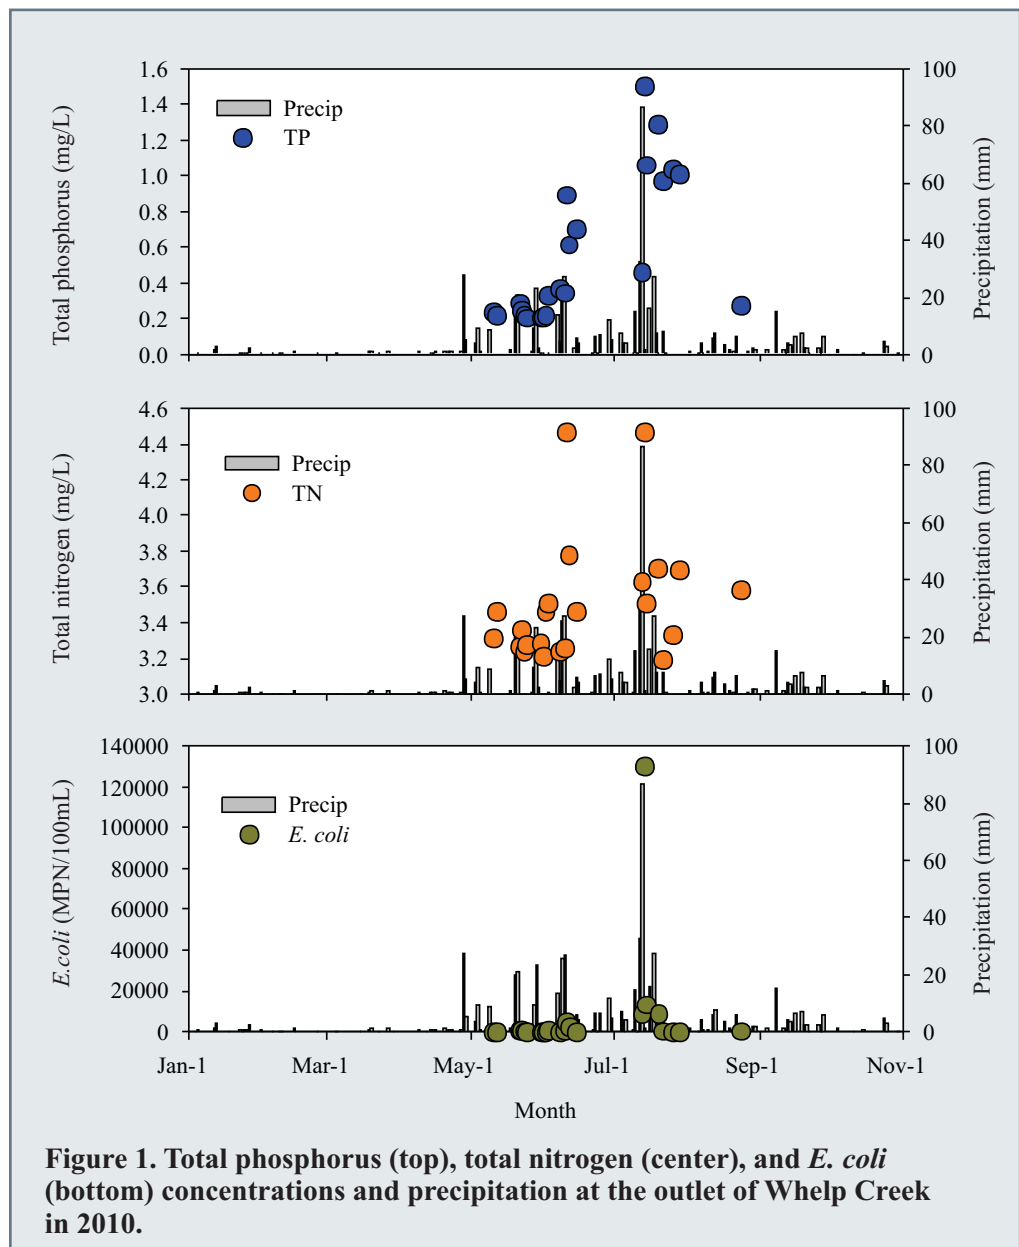 1.6
1.4
1.2
1.0
0.8
0.6
0.4
0.2
0.0
Total phosphorus (mg/L)
Precip
TP
100
80
60
40
20
0
Precipitation (mm)
4.6
4.4
4.2
4.0
3.8
3.6
3.4
3.2
3.0
Total nitrogen (mg/L)
Precip
TN
100
80
60
40
20
0
Precipitation (mm)
140000
120000
100000
80000
60000
40000
20000
0
E.coli (MPN/100mL)
Precip
E. coli
100
80
60
40
20
0
Precipitation (mm)
Jan-1 Mar-1 May-1 Jul-1 Sep-1 Nov-1
Month
Figure 1. Total phosphorus (top), total nitrogen (center), and E. coli
(bottom) concentrations and precipitation at the outlet of Whelp Creek
in 2010.